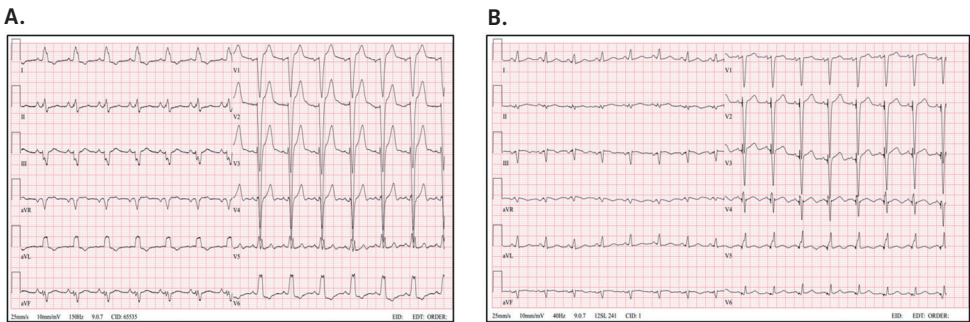 A.
I
V1
II
V2
III
V3
aVR
V4
aVL
V5
aVF
V6
25mm/s 10mm/mV 150Hz 9.0.7 CID: 65535 EID: EDT: ORDER:
B.
I
V1
II
V2
III
V3
aVR
V4
aVL
V5
aVF
V6
25mm/s 10mm/mV 40Hz 9.0.7 12SL 241 CID: 1 EID: EDT: ORDER: